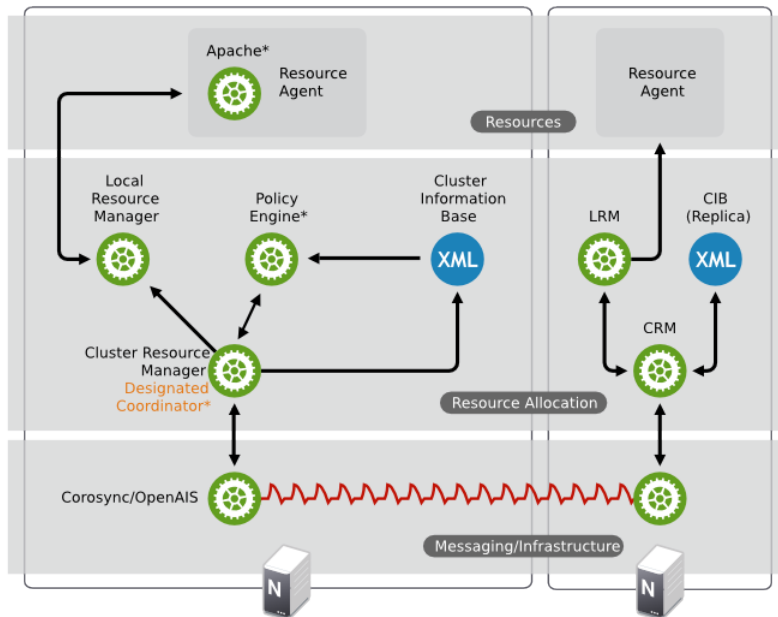 Apache*
Resource
Agent
Resource
Agent
Resources
Local
Resource
Manager
Policy
Engine*
Cluster
Information
Base
XML
LRM
CIB
(Replica)
XML
CRM
Cluster Resource
Manager
Designated
Coordinator*
Resource Allocation
Corosync/OpenAIS
Messaging/Infrastructure
N
N